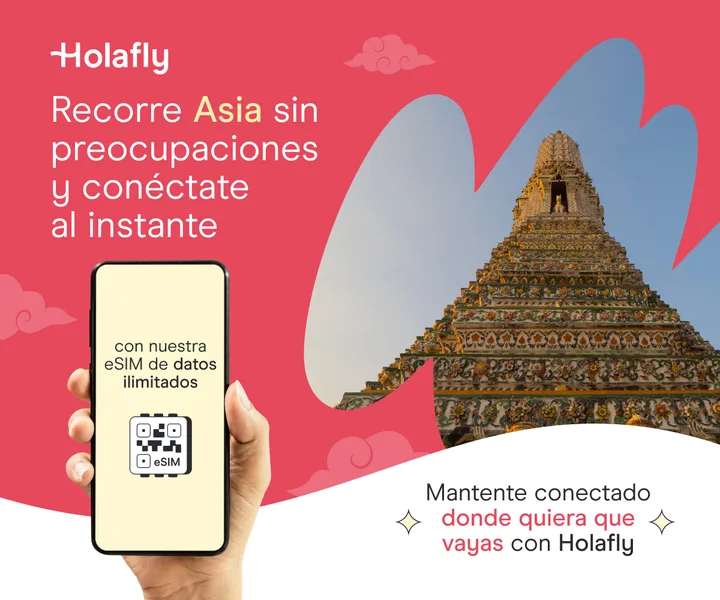 Holafly
Recorre Asia sin
preocupaciones
y conéctate
al instante
con nuestra
eSIM de datos
ilimitados
eSIM
Mantente conectado
donde quiera que
vayas con Holafly